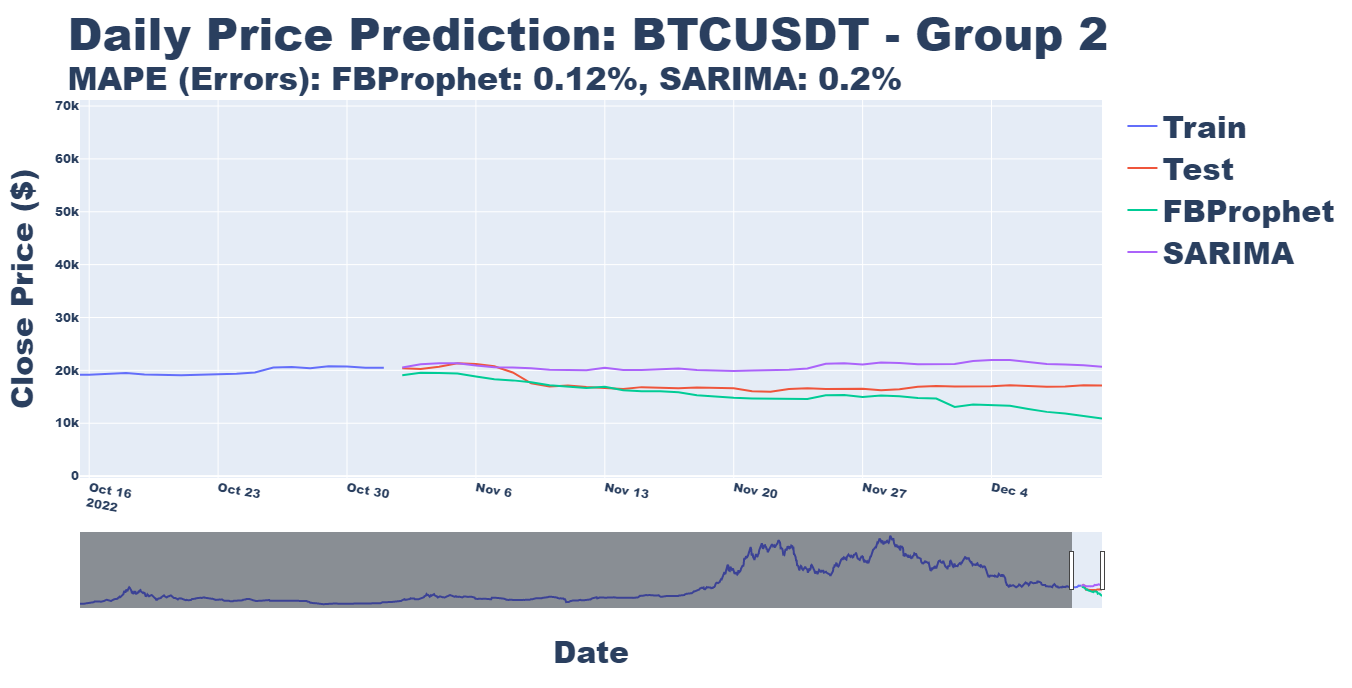 Daily Price Prediction: BTCUSDT - Group 2
MAPE (Errors): FBProphet: 0.12%, SARIMA: 0.2%
Close Price ($)
70k
60k
50k
40k
30k
20k
10k
0
Oct 16
2022
Oct 23
Oct 30
Nov 6
Nov 13
Nov 20
Nov 27
Dec 4
Date
Train
Test
FBProphet
SARIMA